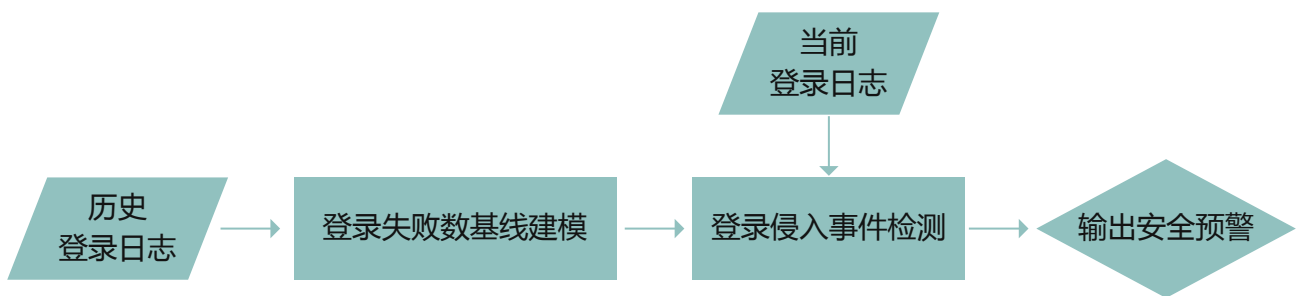 当前
登录日志
历史
登录日志
登录失败数基线建模
登录侵入事件检测
输出安全预警